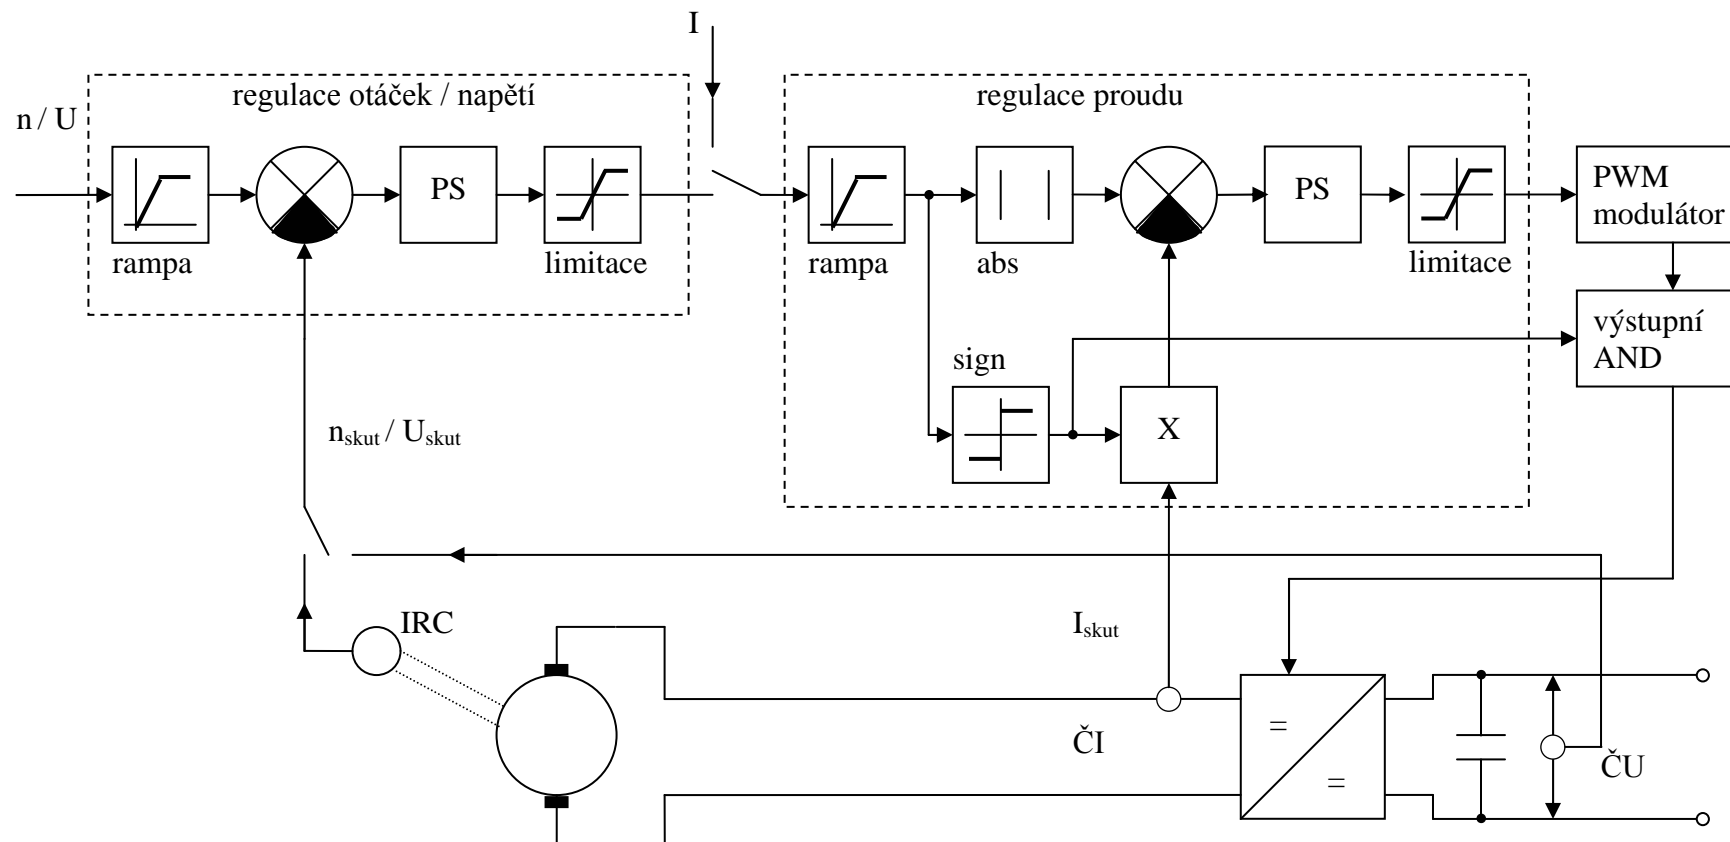 I
regulace otáček / napětí
regulace proudu
n / U
PS
PS
PWM
modulátor
rampa
limitace
rampa
abs
limitace
výstupní
AND
sign
X
nskut / Uskut
IRC
Iskut
=
=
ČI
ČU